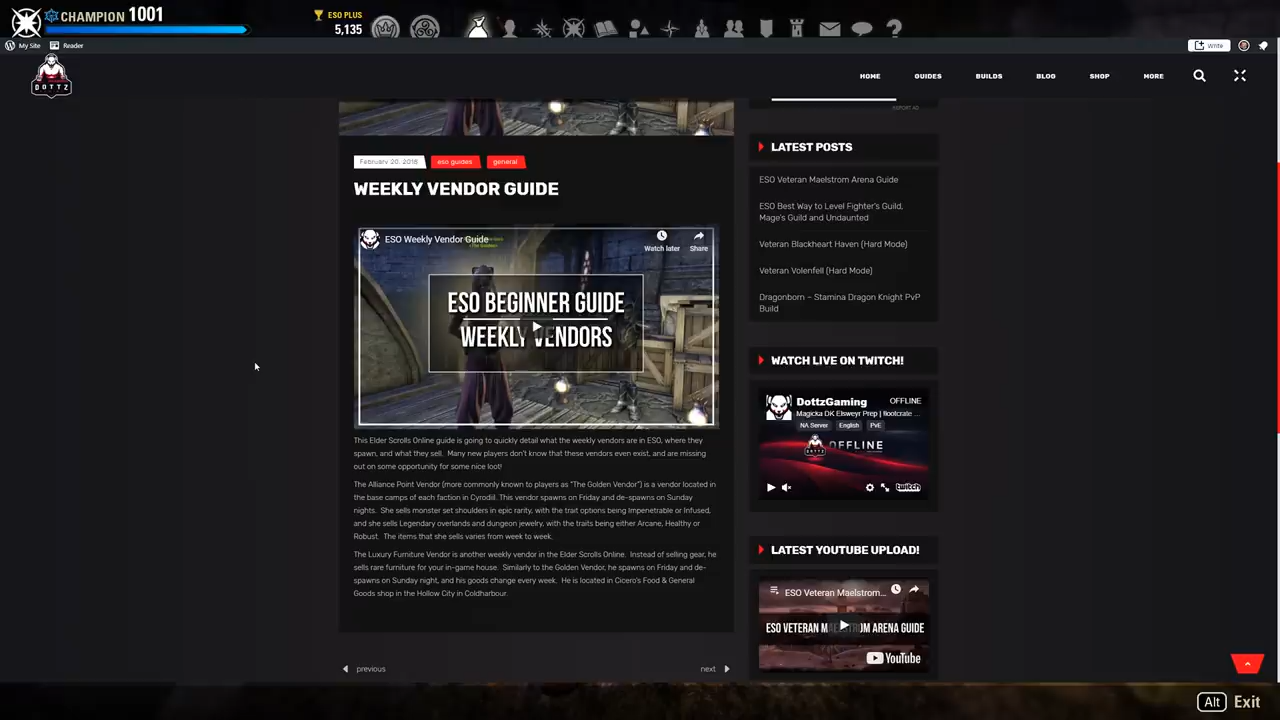 CHAMPION 1001
ESO PLUS
5,135
My Site
Reader
Write
DOTTZ
HOME
GUIDES
BUILDS
BLOG
SHOP
MORE
REPORT AD
February 20, 2018
eso guides
general
WEEKLY VENDOR GUIDE
ESO Weekly Vendor Guide
Watch later
Share
ESO BEGINNER GUIDE
WEEKLY VENDORS
This Elder Scrolls Online guide is going to quickly detail what the weekly vendors are in ESO, where they
spawn, and what they sell. Many new players don't know that these vendors even exist, and are missing
out on some opportunity for some nice loot!
The Alliance Point Vendor (more commonly known to players as "The Golden Vendor") is a vendor located in
the base camps of each faction in Cyrodiil. This vendor spawns on Friday and de-spawns on Sunday
nights. She sells monster set shoulders in epic rarity, with the trait options being Impenetrable or Infused,
and she sells Legendary overlands and dungeon jewelry, with the traits being either Arcane, Healthy or
Robust. The items that she sells varies from week to week.
The Luxury Furniture Vendor is another weekly vendor in the Elder Scrolls Online. Instead of selling gear, he
sells rare furniture for your in-game house. Similarly to the Golden Vendor, he spawns on Friday and de-
spawns on Sunday night, and his goods change every week. He is located in Cicero's Food & General
Goods shop in the Hollow City in Coldharbour.
previous
next
LATEST POSTS
ESO Veteran Maelstrom Arena Guide
ESO Best Way to Level Fighter's Guild,
Mage's Guild and Undaunted
Veteran Blackheart Haven (Hard Mode)
Veteran Volenfell (Hard Mode)
Dragonborn – Stamina Dragon Knight PvP
Build
WATCH LIVE ON TWITCH!
DottzGaming
OFFLINE
Magicka DK Elsweyr Prep | !lootcrate ...
NA Server
English
PvE
OFFLINE
twitch
LATEST YOUTUBE UPLOAD!
ESO Veteran Maelstrom...
ESO VETERAN MAELSTROM ARENA GUIDE
YouTube
Alt
Exit